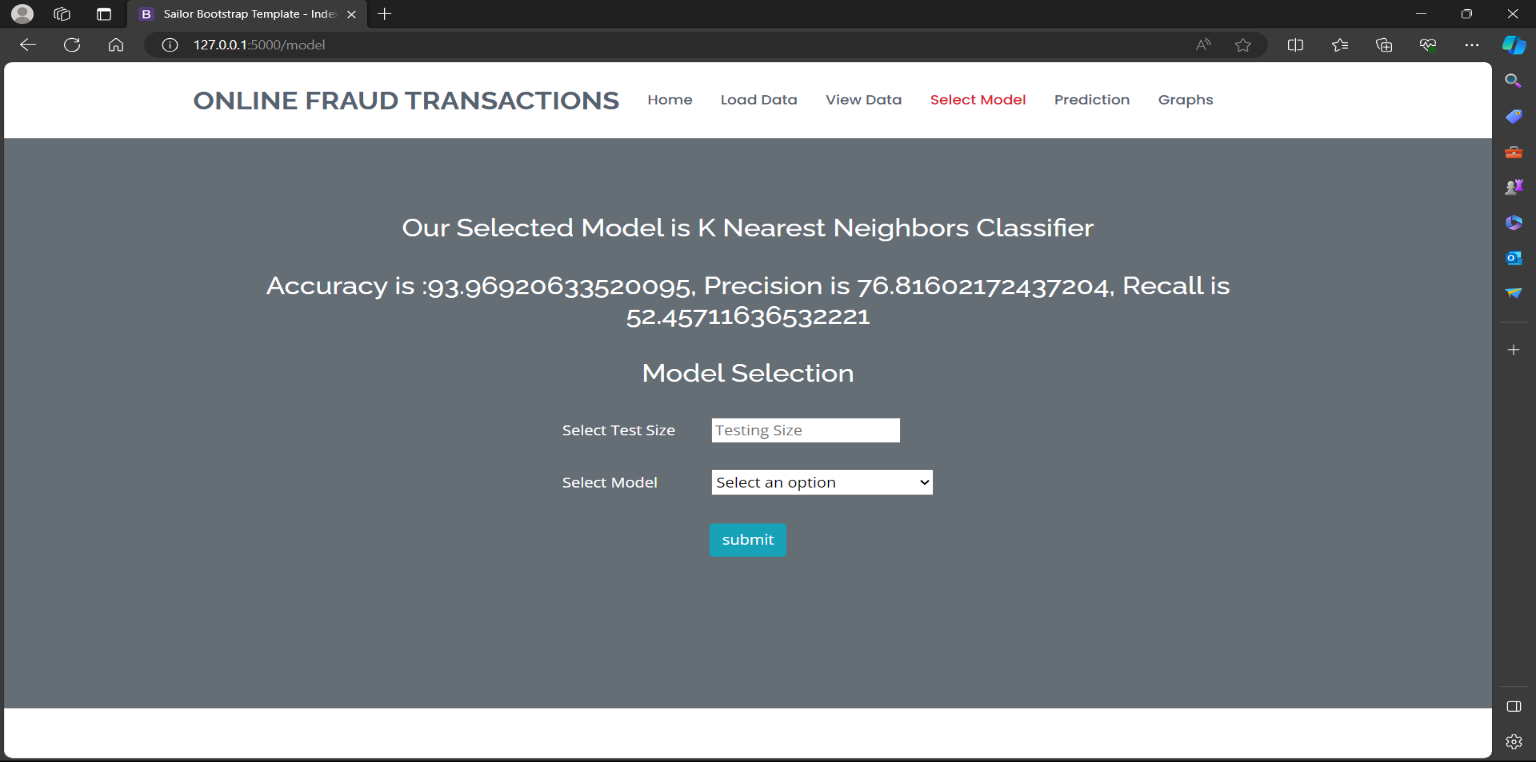 Sailor Bootstrap Template - Inde
127.0.0.1:5000/model
ONLINE FRAUD TRANSACTIONS Home Load Data View Data Select Model Prediction Graphs
Our Selected Model is K Nearest Neighbors Classifier
Accuracy is :93.96920633520095, Precision is 76.81602172437204, Recall is
52.45711636532221
Model Selection
Select Test Size Testing Size
Select Model Select an option
submit